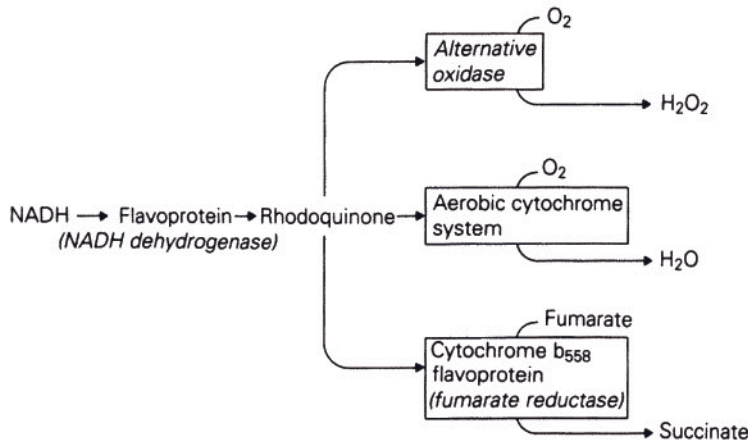 O₂
Alternative
oxidase
H₂O₂
O₂
NADH Flavoprotein Rhodoquinone Aerobic cytochrome
(NADH dehydrogenase) system
H₂O
Fumarate
Cytochrome b₅₅₈
flavoprotein
(fumarate reductase)
Succinate